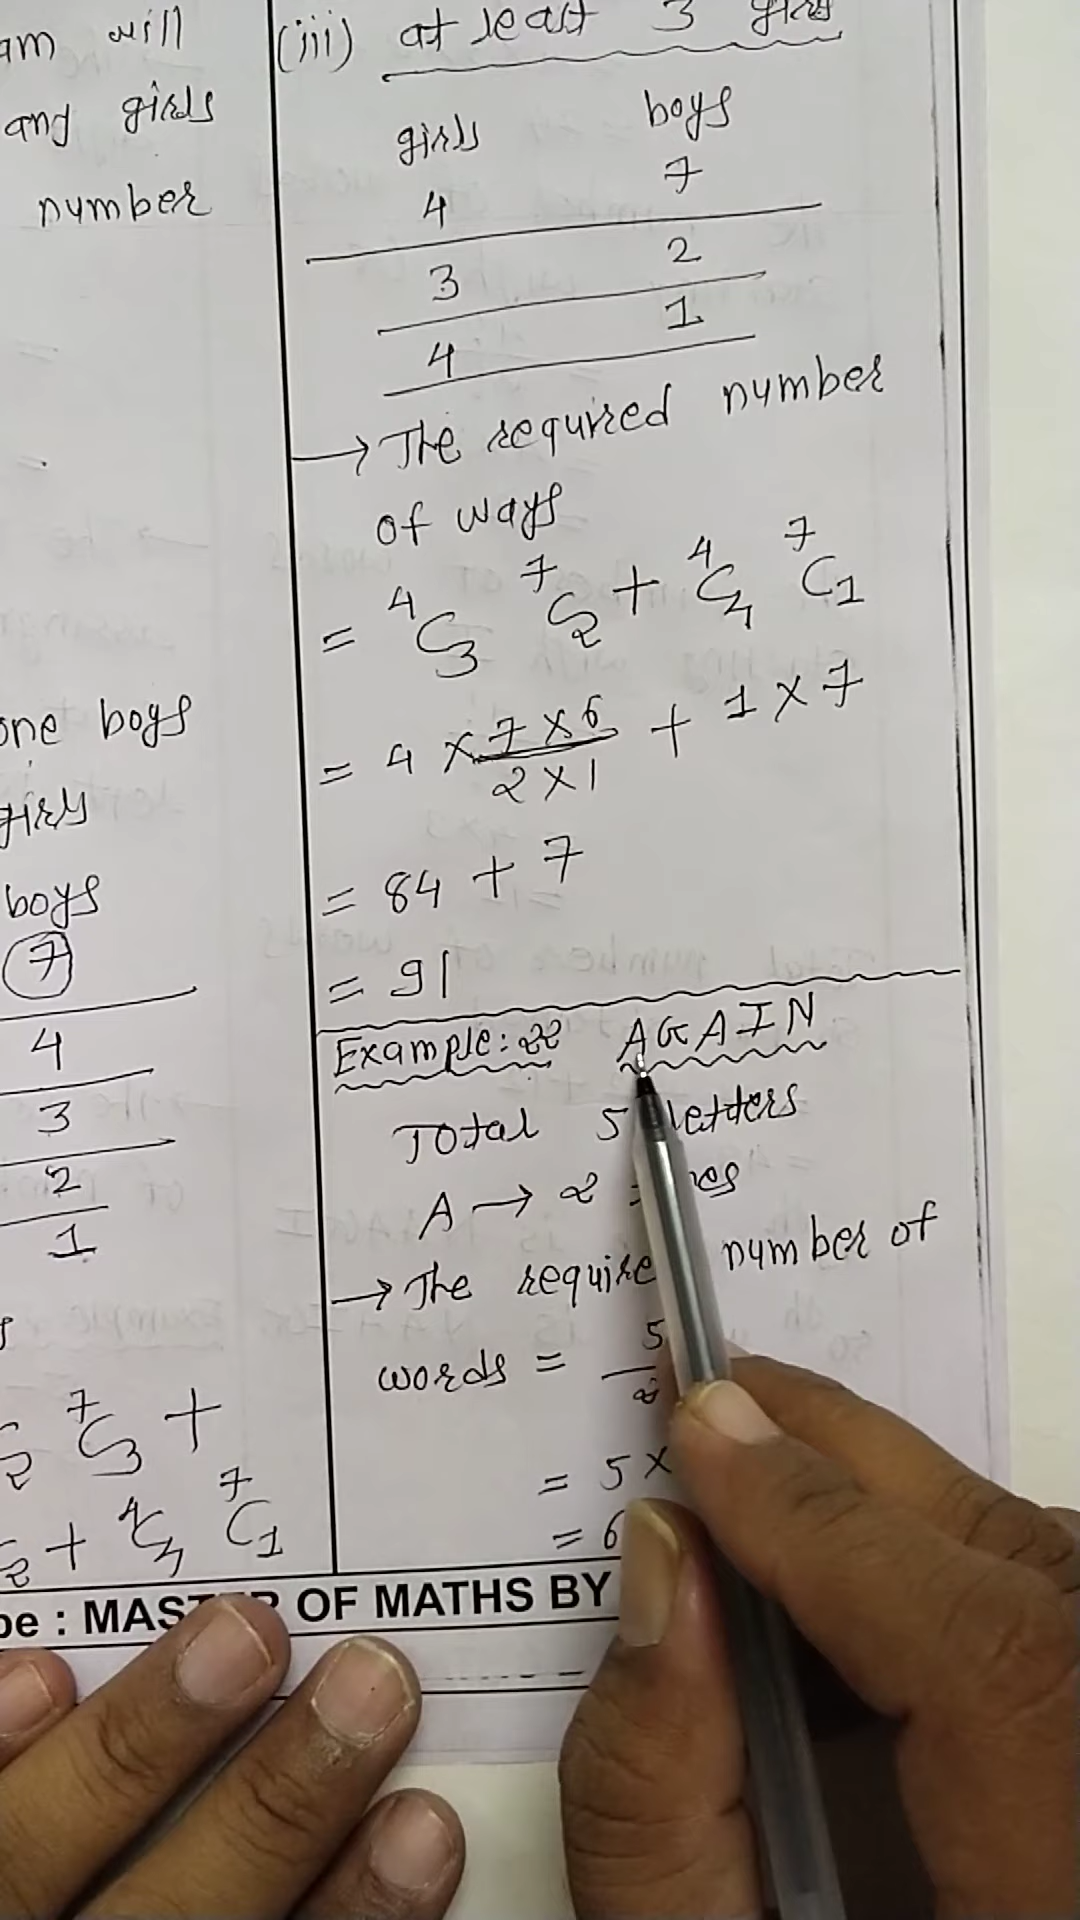 am will
and girls
number
one boys
girls
boys
7
4
3
2
1
7C3 +
+ 4C4 7C1
(iii) at least 3 girls
girls boys
4 7
3 2
4 1
→ The required number
of ways
= 4C3 7C2 + 4C4 7C1
= 4 × 7 × 6 / 2 × 1 + 1 × 7
= 84 + 7
= 91
Example: 22 AGAIN
Total 5 letters
A → 2
→ The number of
words = 5
= 5 ×
= 6
: MASTER OF MATHS BY